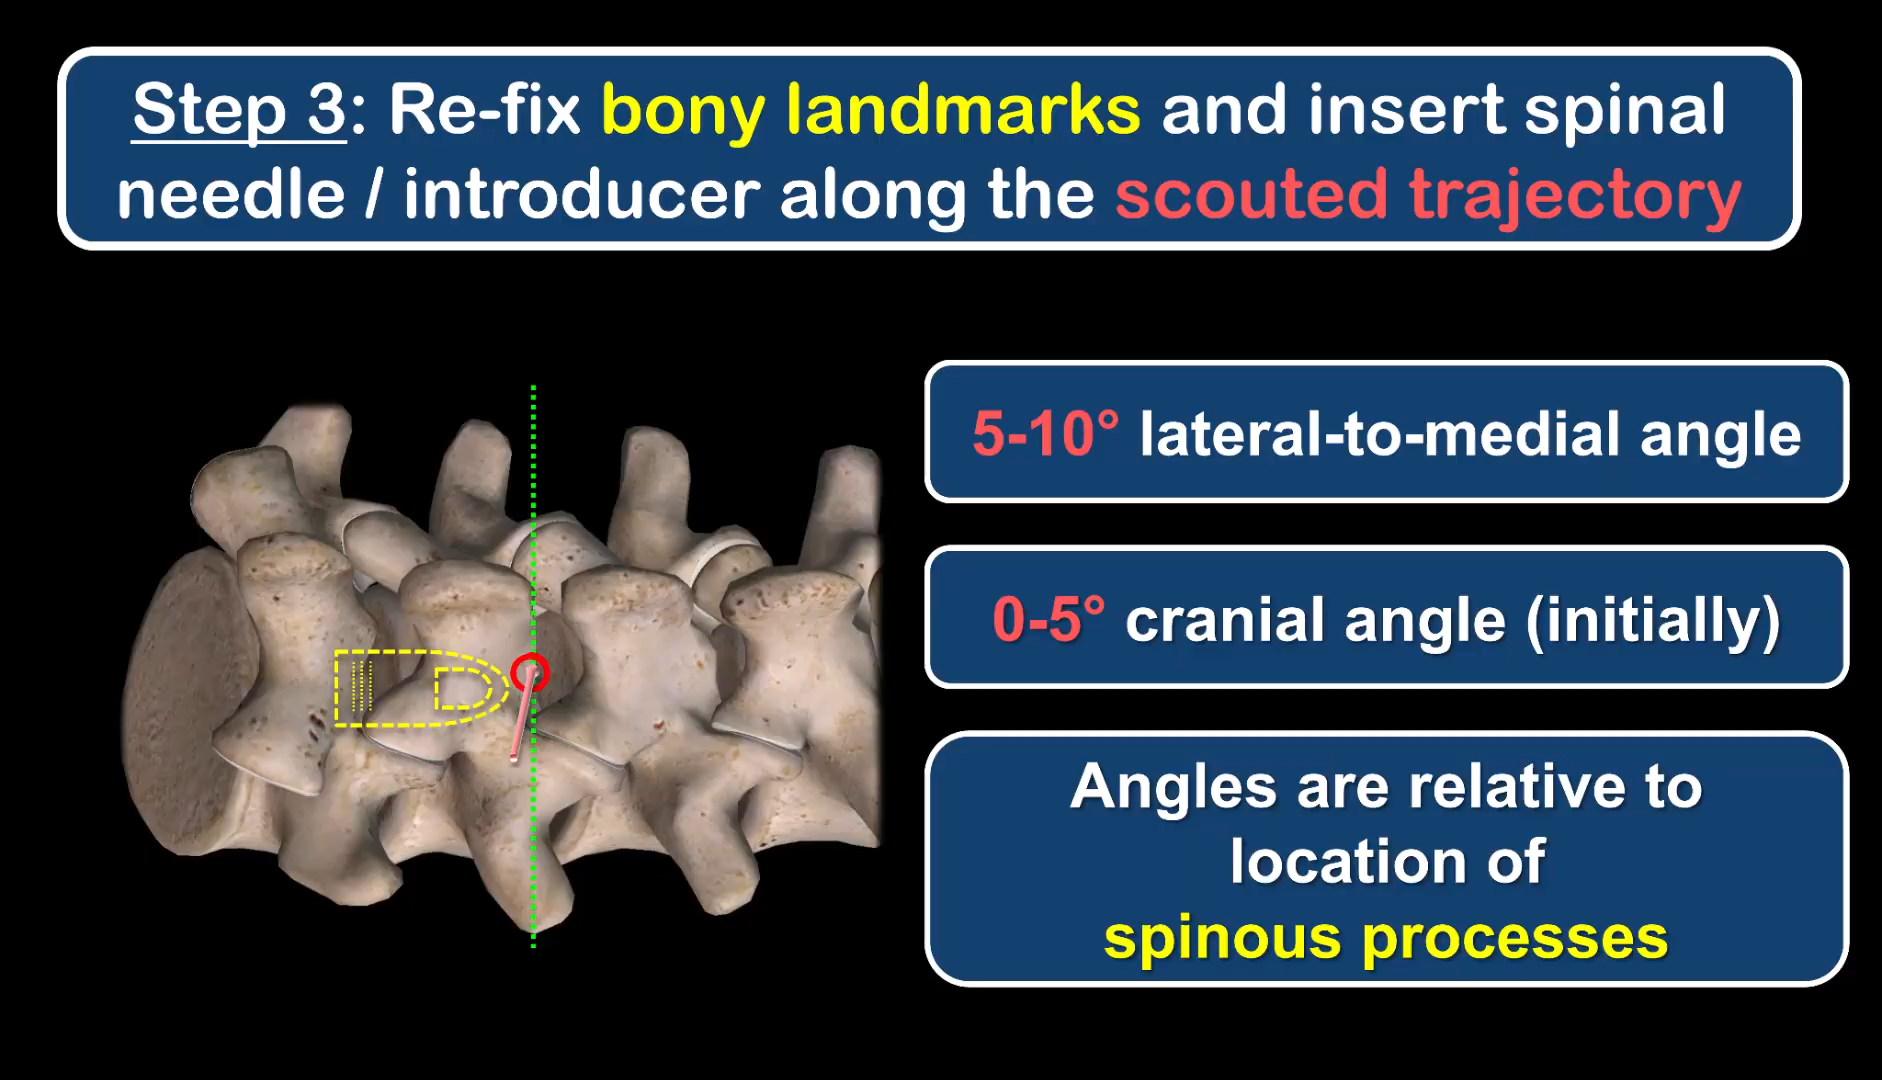 Step 3: Re-fix bony landmarks and insert spinal
needle / introducer along the scouted trajectory
5-10° lateral-to-medial angle
0-5° cranial angle (initially)
Angles are relative to
location of
spinous processes